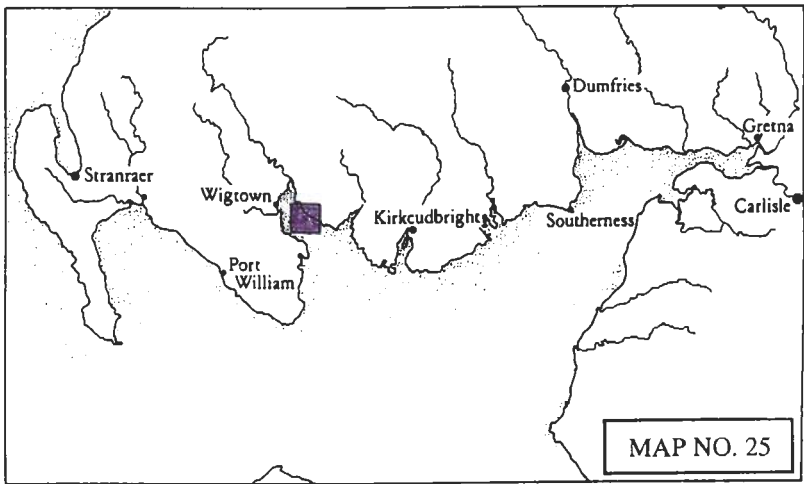 Dumfries
Gretna
Stranraer
Wigtown
Kirkcudbright
Southerness
Carlisle
Port
William
MAP NO. 25